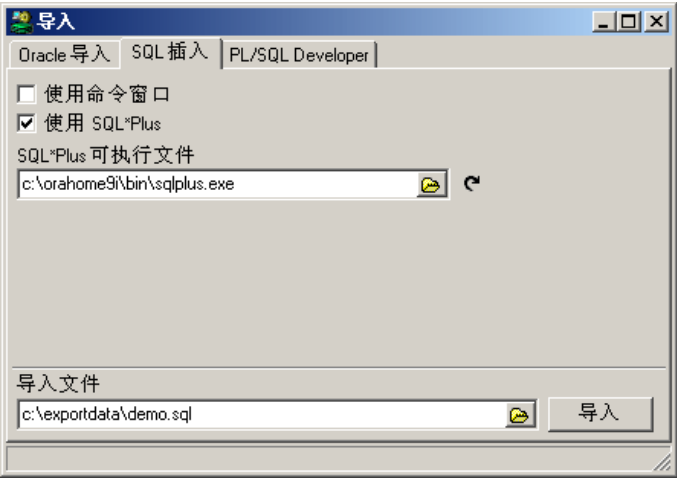 导入
Oracle 导入 SQL 插入 PL/SQL Developer
使用命令窗口
使用 SQL*Plus
SQL*Plus 可执行文件
c:\orahome9i\bin\sqlplus.exe
导入文件
c:\exportdata\demo.sql 导入